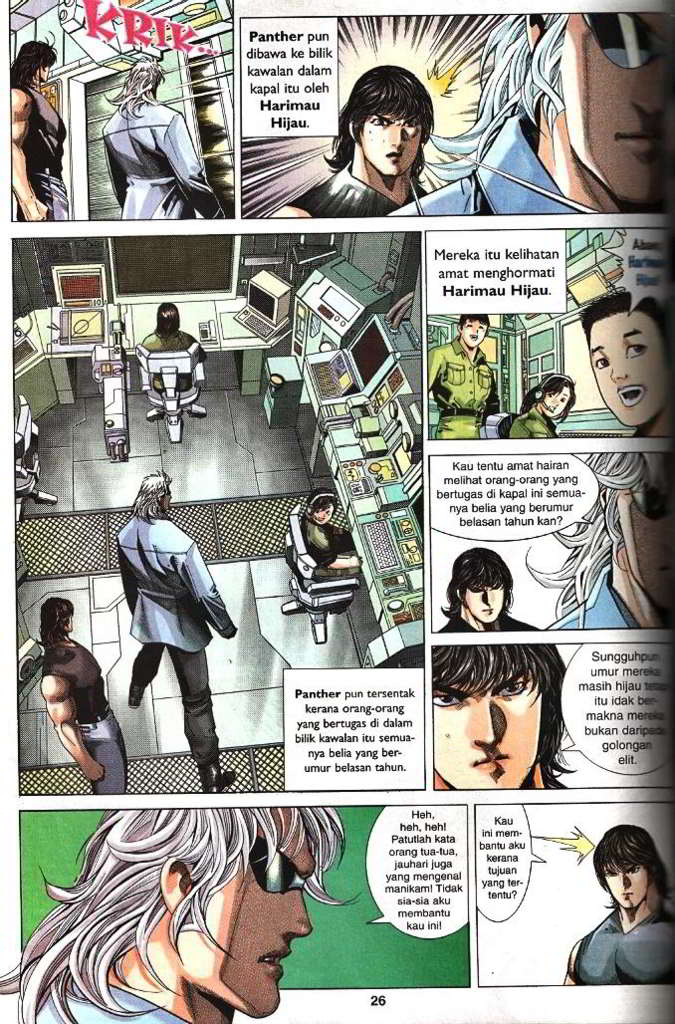 KRIK...
Panther pun
dibawa ke bilik
kawalan dalam
kapal itu oleh
Harimau
Hijau.
Mereka itu kelihatan
amat menghormati
Harimau Hijau.
Abang
Harimau
Hijau
Panther pun tersentak
kerana orang-orang
yang bertugas di dalam
bilik kawalan itu semua-
nya belia yang ber-
umur belasan tahun.
Kau tentu amat hairan
melihat orang-orang yang
bertugas di kapal ini semua-
nya belia yang berumur
belasan tahun kan?
Sungguhpun
umur mereka
masih hijau tetapi
itu idak ber-
makna mereka
bukan daripada
golongan
elit.
Heh,
heh, heh!
Patutlah kata
orang tua-tua,
jauhari juga
yang mengenal
manikam! Tidak
sia-sia aku
membantu
kau ini!
Kau
ini mem-
bantu aku
kerana
tujuan
yang ter-
tentu?
26